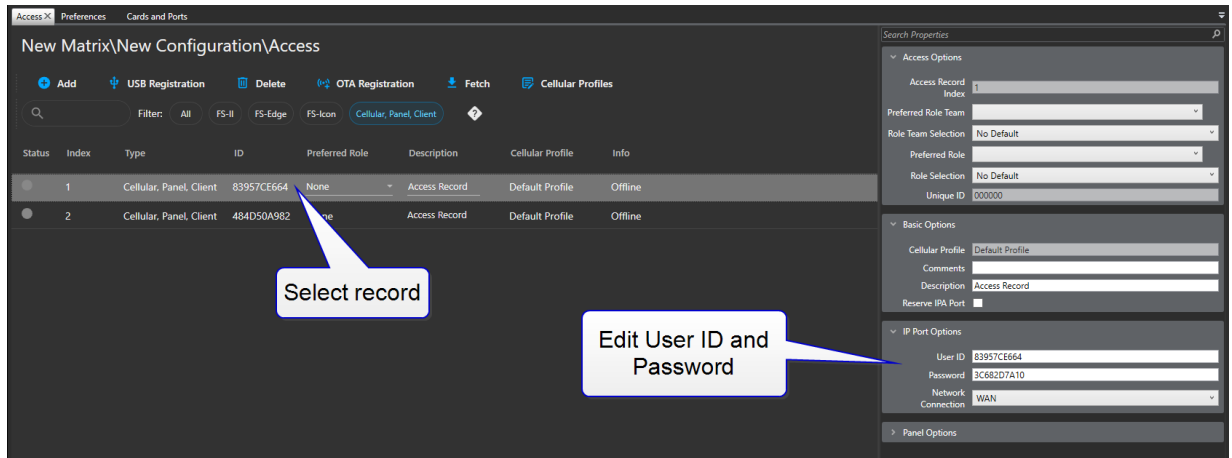 Access X Preferences Cards and Ports
New Matrix\New Configuration\Access
Add USB Registration Delete OTA Registration Fetch Cellular Profiles
Filter: All FS-II FS-Edge FS-Icon Cellular, Panel, Client ?
Status Index Type ID Preferred Role Description Cellular Profile Info
1 Cellular, Panel, Client 83957CE664 None Access Record Default Profile Offline
2 Cellular, Panel, Client 484D50A982 Access Record Default Profile Offline
Select record
Edit User ID and
Password
Search Properties
Access Options
Access Record
Index 1
Preferred Role Team
Role Team Selection No Default
Preferred Role
Role Selection No Default
Unique ID 000000
Basic Options
Cellular Profile Default Profile
Comments
Description Access Record
Reserve IPA Port
IP Port Options
User ID 83957CE664
Password 3C682D7A10
Network
Connection WAN
Panel Options